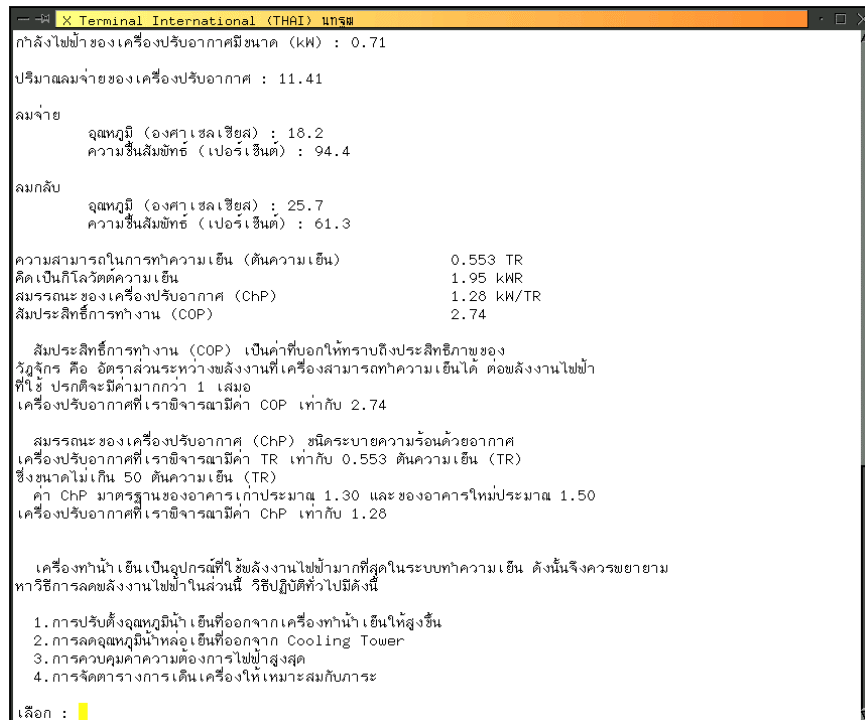 X Terminal International (THAI) นทรฐผ
กำลังไฟฟ้าของเครื่องปรับอากาศมีขนาด (kW) : 0.71
ปริมาณลมจ่ายของเครื่องปรับอากาศ : 11.41
ลมจ่าย
อุณหภูมิ (องศาเซลเซียส) : 18.2
ความชื้นสัมพัทธ์ (เปอร์เซ็นต์) : 94.4
ลมกลับ
อุณหภูมิ (องศาเซลเซียส) : 25.7
ความชื้นสัมพัทธ์ (เปอร์เซ็นต์) : 61.3
ความสามารถในการทำความเย็น (ตันความเย็น) 0.553 TR
คิดเป็นกิโลวัตต์ความเย็น 1.95 kWR
สมรรถนะของเครื่องปรับอากาศ (ChP) 1.28 kW/TR
สัมประสิทธิ์การทำงาน (COP) 2.74
สัมประสิทธิ์การทำงาน (COP) เป็นค่าที่บอกให้ทราบถึงประสิทธิภาพของ
วัฎจักร คือ อัตราส่วนระหว่างพลังงานที่เครื่องสามารถทำความเย็นได้ ต่อพลังงานไฟฟ้า
ที่ใช้ ปรกติจะมีค่ามากกว่า 1 เสมอ
เครื่องปรับอากาศที่เราพิจารณามีค่า COP เท่ากับ 2.74
สมรรถนะของเครื่องปรับอากาศ (ChP) ชนิดระบายความร้อนด้วยอากาศ
เครื่องปรับอากาศที่เราพิจารณามีค่า TR เท่ากับ 0.553 ตันความเย็น (TR)
ซึ่งขนาดไม่เกิน 50 ตันความเย็น (TR)
ค่า ChP มาตรฐานของอาคารเก่าประมาณ 1.30 และของอาคารใหม่ประมาณ 1.50
เครื่องปรับอากาศที่เราพิจารณามีค่า ChP เท่ากับ 1.28
เครื่องทำน้ำเย็นเป็นอุปกรณ์ที่ใช้พลังงานไฟฟ้ามากที่สุดในระบบทำความเย็น ดังนั้นจึงควรพยายาม
หาวิธีการลดพลังงานไฟฟ้าในส่วนนี้ วิธีปฏิบัติทั่วไปมีดังนี้
1.การปรับตั้งอุณหภูมิน้ำเย็นที่ออกจากเครื่องทำน้ำเย็นให้สูงขึ้น
2.การลดอุณหภูมิน้ำหล่อเย็นที่ออกจาก Cooling Tower
3.การควบคุมค่าความต้องการไฟฟ้าสูงสุด
4.การจัดตารางการเดินเครื่องให้เหมาะสมกับภาระ
เลือก :